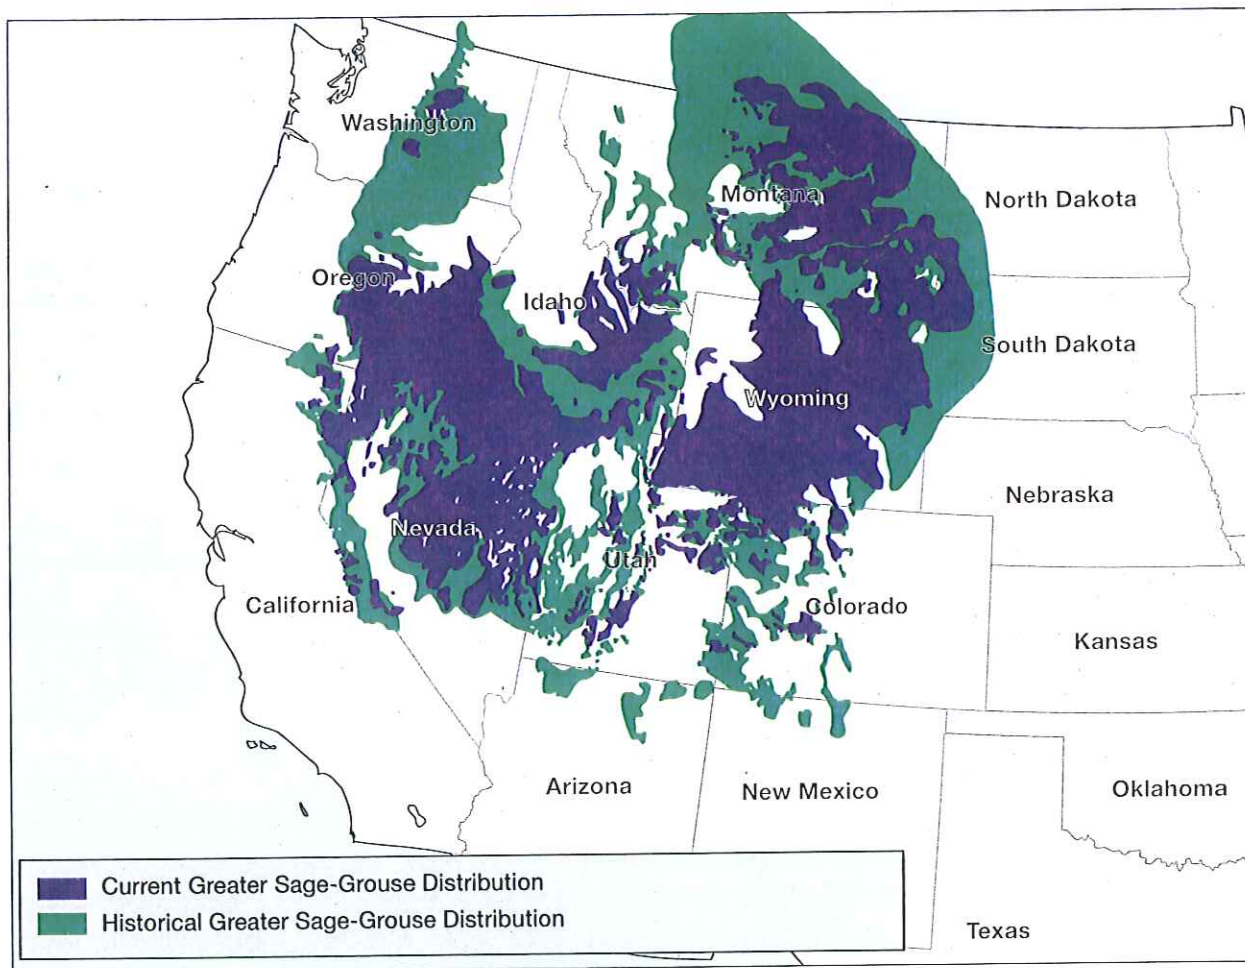 Washington
Montana
North Dakota
Oregon
Idaho
South Dakota
Wyoming
Nebraska
Nevada
Utah
California
Colorado
Kansas
Arizona
New Mexico
Oklahoma
Current Greater Sage-Grouse Distribution
Historical Greater Sage-Grouse Distribution
Texas